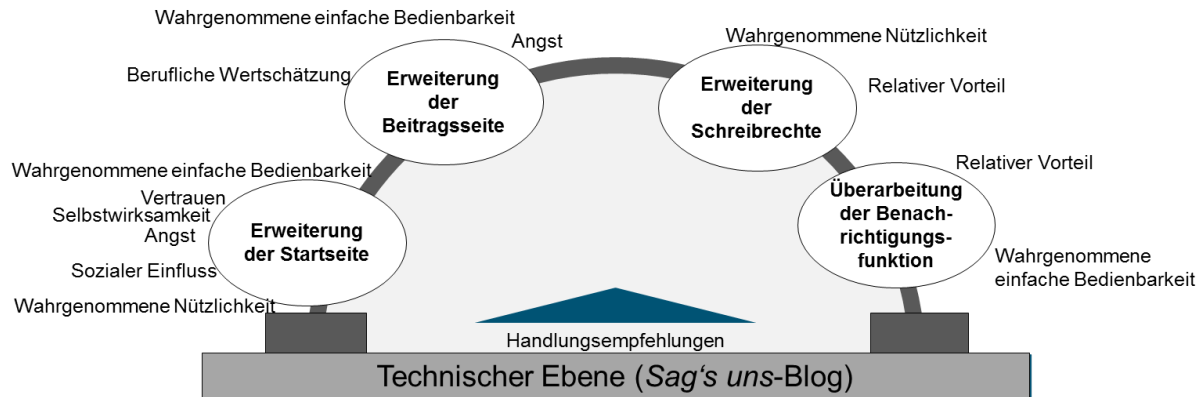 Wahrgenommene einfache Bedienbarkeit
Angst
Berufliche Wertschätzung
Erweiterung
der
Beitragsseite
Wahrgenommene Nützlichkeit
Relativer Vorteil
Erweiterung
der
Schreibrechte
Wahrgenommene einfache Bedienbarkeit
Vertrauen
Selbstwirksamkeit
Angst
Sozialer Einfluss
Wahrgenommene Nützlichkeit
Erweiterung
der Startseite
Relativer Vorteil
Überarbeitung
der Benach-
richtigungs-
funktion
Wahrgenommene
einfache Bedienbarkeit
Handlungsempfehlungen
Technischer Ebene (Sag‘s uns-Blog)